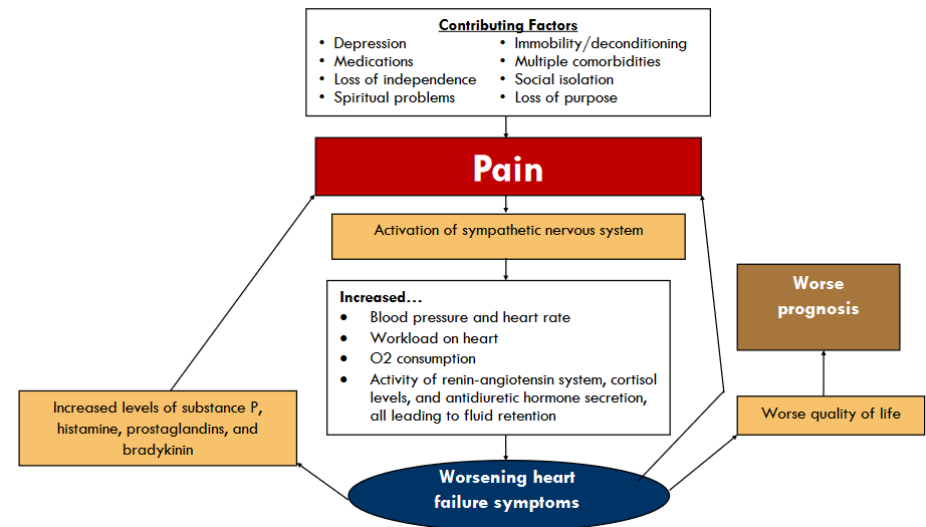 Contributing Factors
• Depression
• Medications
• Loss of independence
• Spiritual problems
• Immobility/deconditioning
• Multiple comorbidities
• Social isolation
• Loss of purpose
Pain
Activation of sympathetic nervous system
Increased...
• Blood pressure and heart rate
• Workload on heart
• O2 consumption
• Activity of renin-angiotensin system, cortisol
levels, and antidiuretic hormone secretion,
all leading to fluid retention
Worse
prognosis
Increased levels of substance P,
histamine, prostaglandins, and
bradykinin
Worse quality of life
Worsening heart
failure symptoms